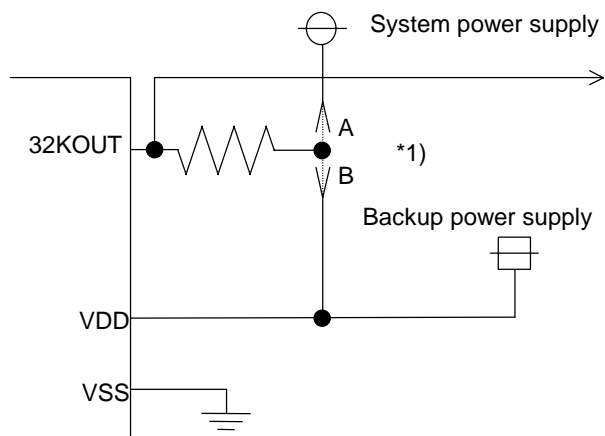 System power supply
A
32KOUT
*1)
B
Backup power supply
VDD
VSS